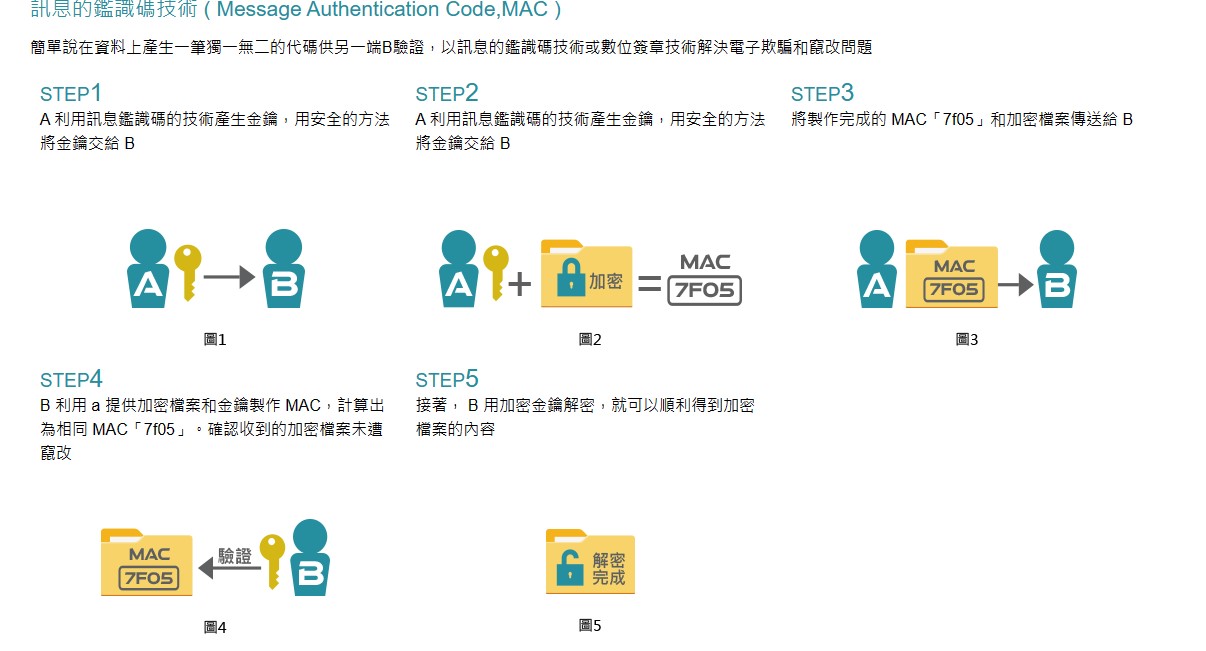 訊息的鑑識碼技術 ( Message Authentication Code,MAC )
簡單說在資料上產生一筆獨一無二的代碼供另一端B驗證，以訊息的鑑識碼技術或數位簽章技術解決電子欺騙和竄改問題
STEP1
A 利用訊息鑑識碼的技術產生金鑰，用安全的方法
將金鑰交給 B
A
B
圖1
STEP2
A 利用訊息鑑識碼的技術產生金鑰，用安全的方法
將金鑰交給 B
A
+
加密
=
MAC
7F05
圖2
STEP3
將製作完成的 MAC「7f05」和加密檔案傳送給 B
A
MAC
7F05
B
圖3
STEP4
B 利用 a 提供加密檔案和金鑰製作 MAC，計算出
為相同 MAC「7f05」。確認收到的加密檔案未遭
竄改
MAC
7F05
驗證
B
圖4
STEP5
接著， B 用加密金鑰解密，就可以順利得到加密
檔案的內容
解密
完成
圖5